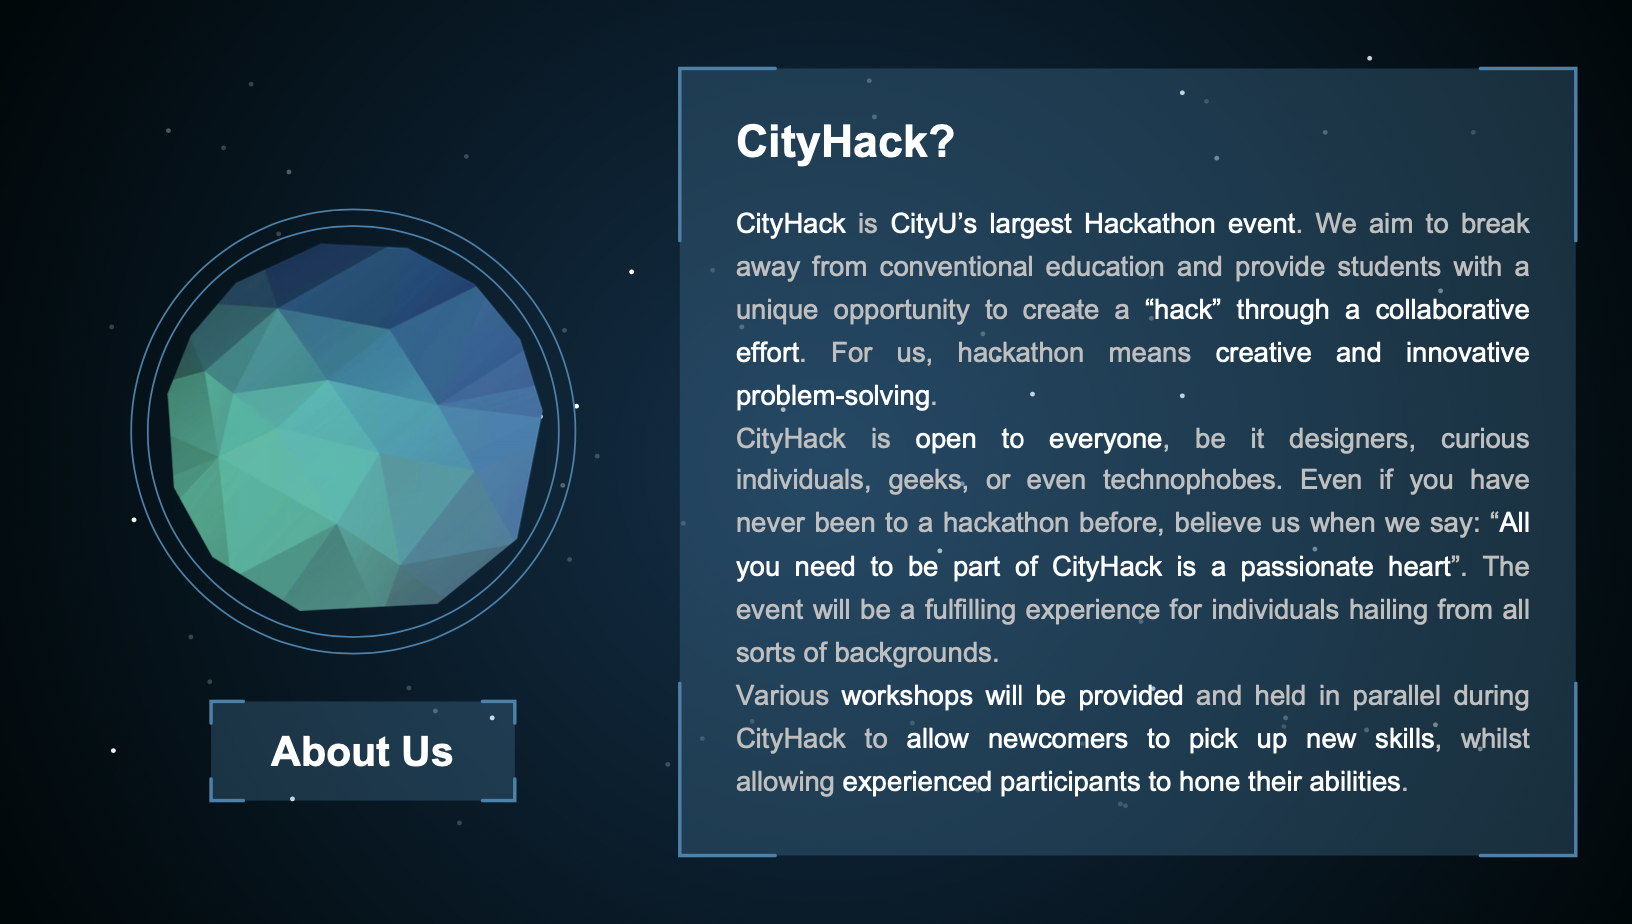 CityHack?
CityHack is CityU’s largest Hackathon event. We aim to break
away from conventional education and provide students with a
unique opportunity to create a “hack” through a collaborative
effort. For us, hackathon means creative and innovative
problem-solving.
CityHack is open to everyone, be it designers, curious
individuals, geeks, or even technophobes. Even if you have
never been to a hackathon before, believe us when we say: “All
you need to be part of CityHack is a passionate heart”. The
event will be a fulfilling experience for individuals hailing from all
sorts of backgrounds.
Various workshops will be provided and held in parallel during
CityHack to allow newcomers to pick up new skills, whilst
allowing experienced participants to hone their abilities.
About Us